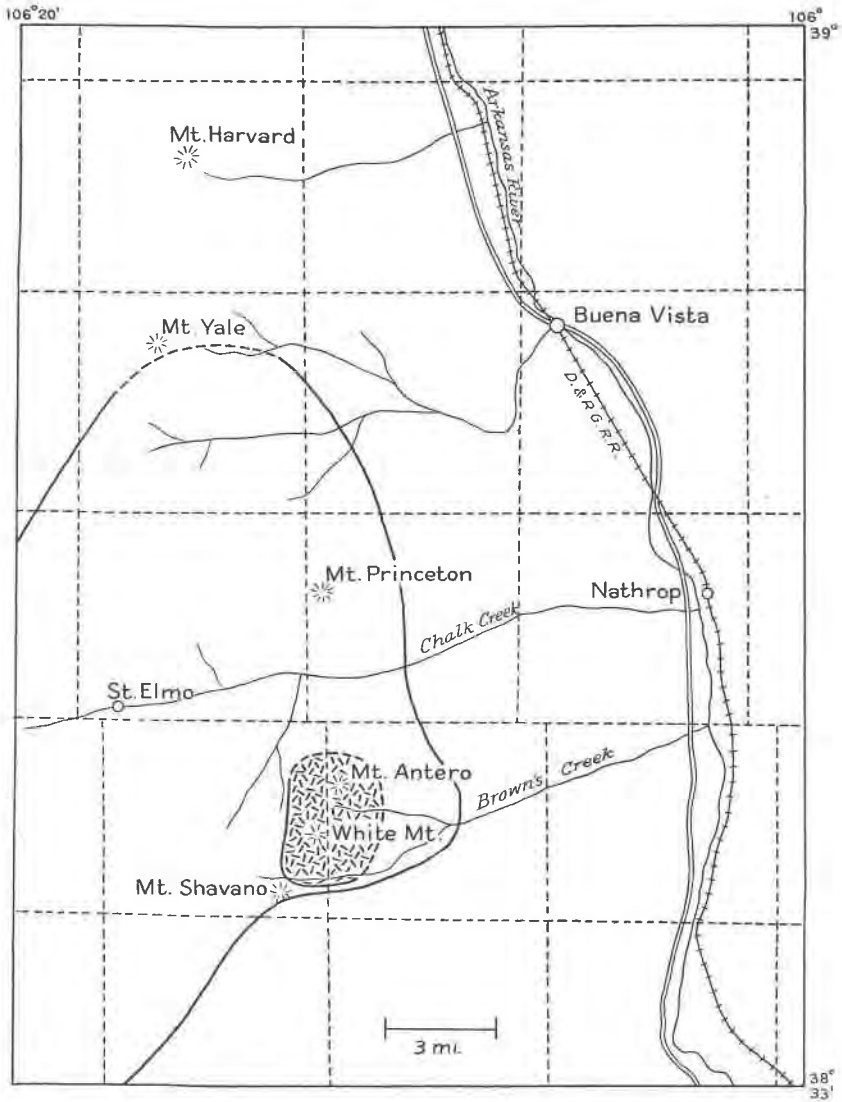 106°20'
106°
39°
Mt. Harvard
Arkansas River
Mt. Yale
Buena Vista
D. & R. G. R. R.
Mt. Princeton
Nathrop
Chalk Creek
St. Elmo
Mt. Antero
Brown's Creek
White Mt.
Mt. Shavano
3 mi.
38°
33'